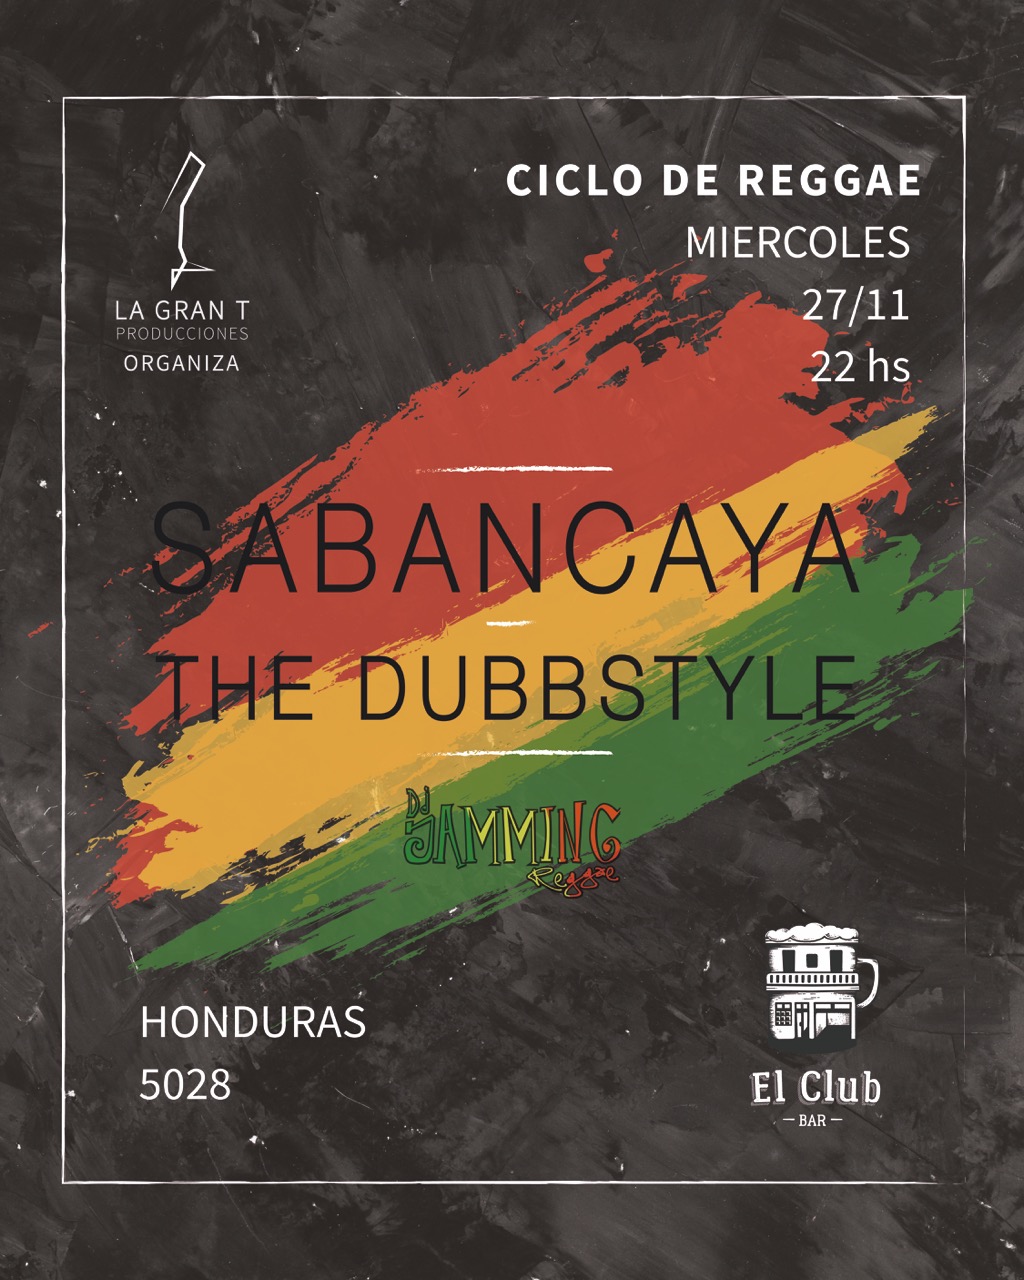 LA GRAN T
PRODUCCIONES
ORGANIZA
CICLO DE REGGAE
MIERCOLES
27/11
22 hs
SABANCAYA
THE DUBBSTYLE
Dj
JAMMING
Reggae
HONDURAS
5028
El Club
BAR